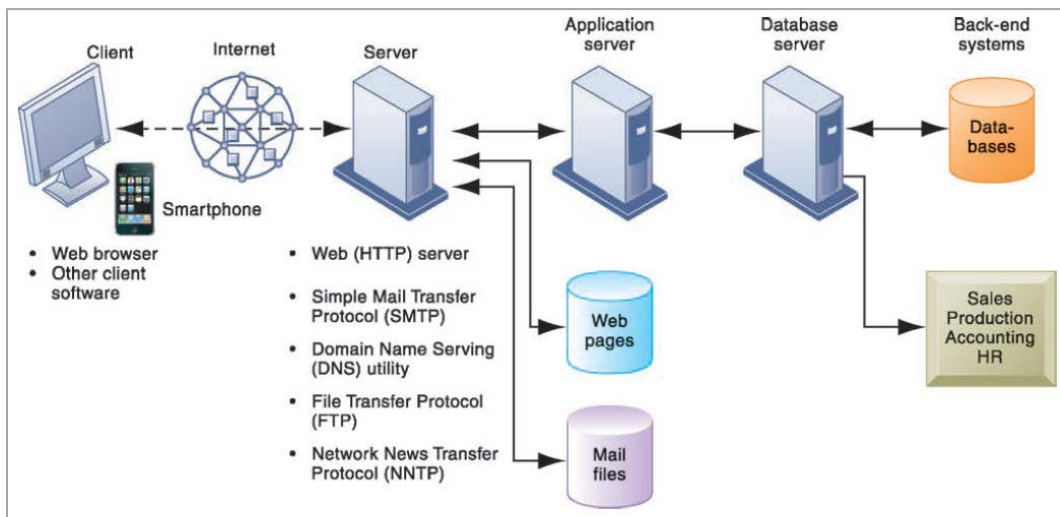 Client
Internet
Server
Application
server
Database
server
Back-end
systems
Data-
bases
Smartphone
• Web browser
• Other client
software
• Web (HTTP) server
• Simple Mail Transfer
Protocol (SMTP)
• Domain Name Serving
(DNS) utility
• File Transfer Protocol
(FTP)
• Network News Transfer
Protocol (NNTP)
Web
pages
Mail
files
Sales
Production
Accounting
HR